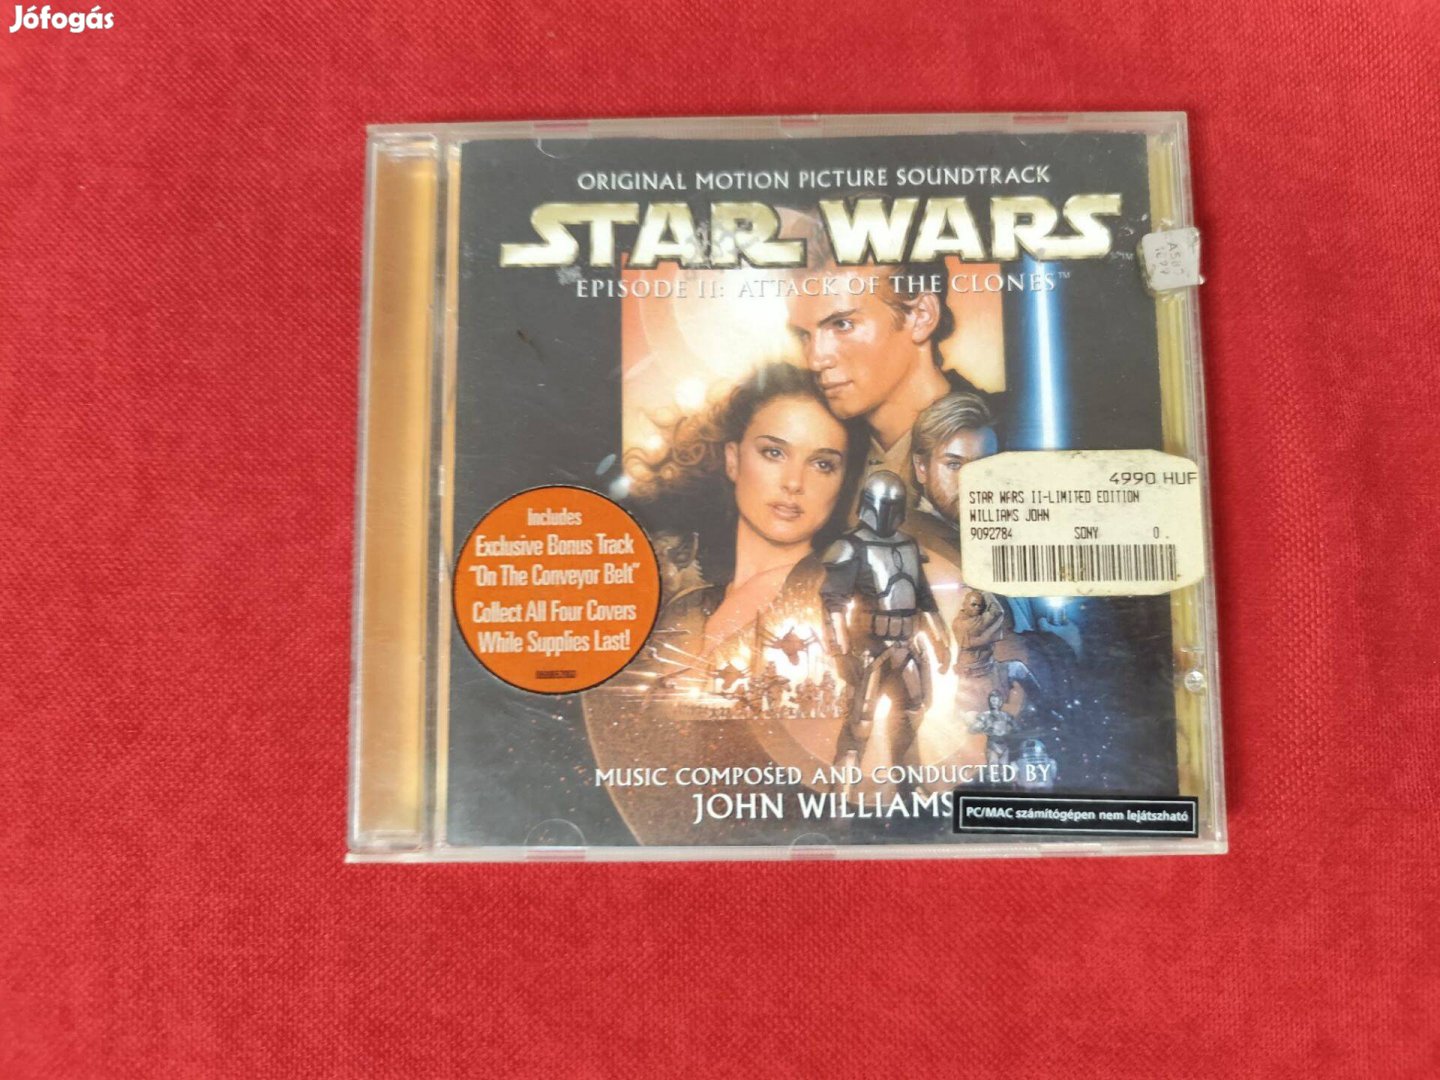 Jófogás
ORIGINAL MOTION PICTURE SOUNDTRACK
STAR WARS
EPISODE II: ATTACK OF THE CLONES™
4990 HUF
STAR WARS II-LIMITED EDITION
WILLIAMS JOHN
9092784 SONY 0.
Includes
Exclusive Bonus Track
"On The Conveyor Belt"
Collect All Four Covers
While Supplies Last!
MUSIC COMPOSED AND CONDUCTED BY
JOHN WILLIAMS
PC/MAC számítógépen nem lejátszható